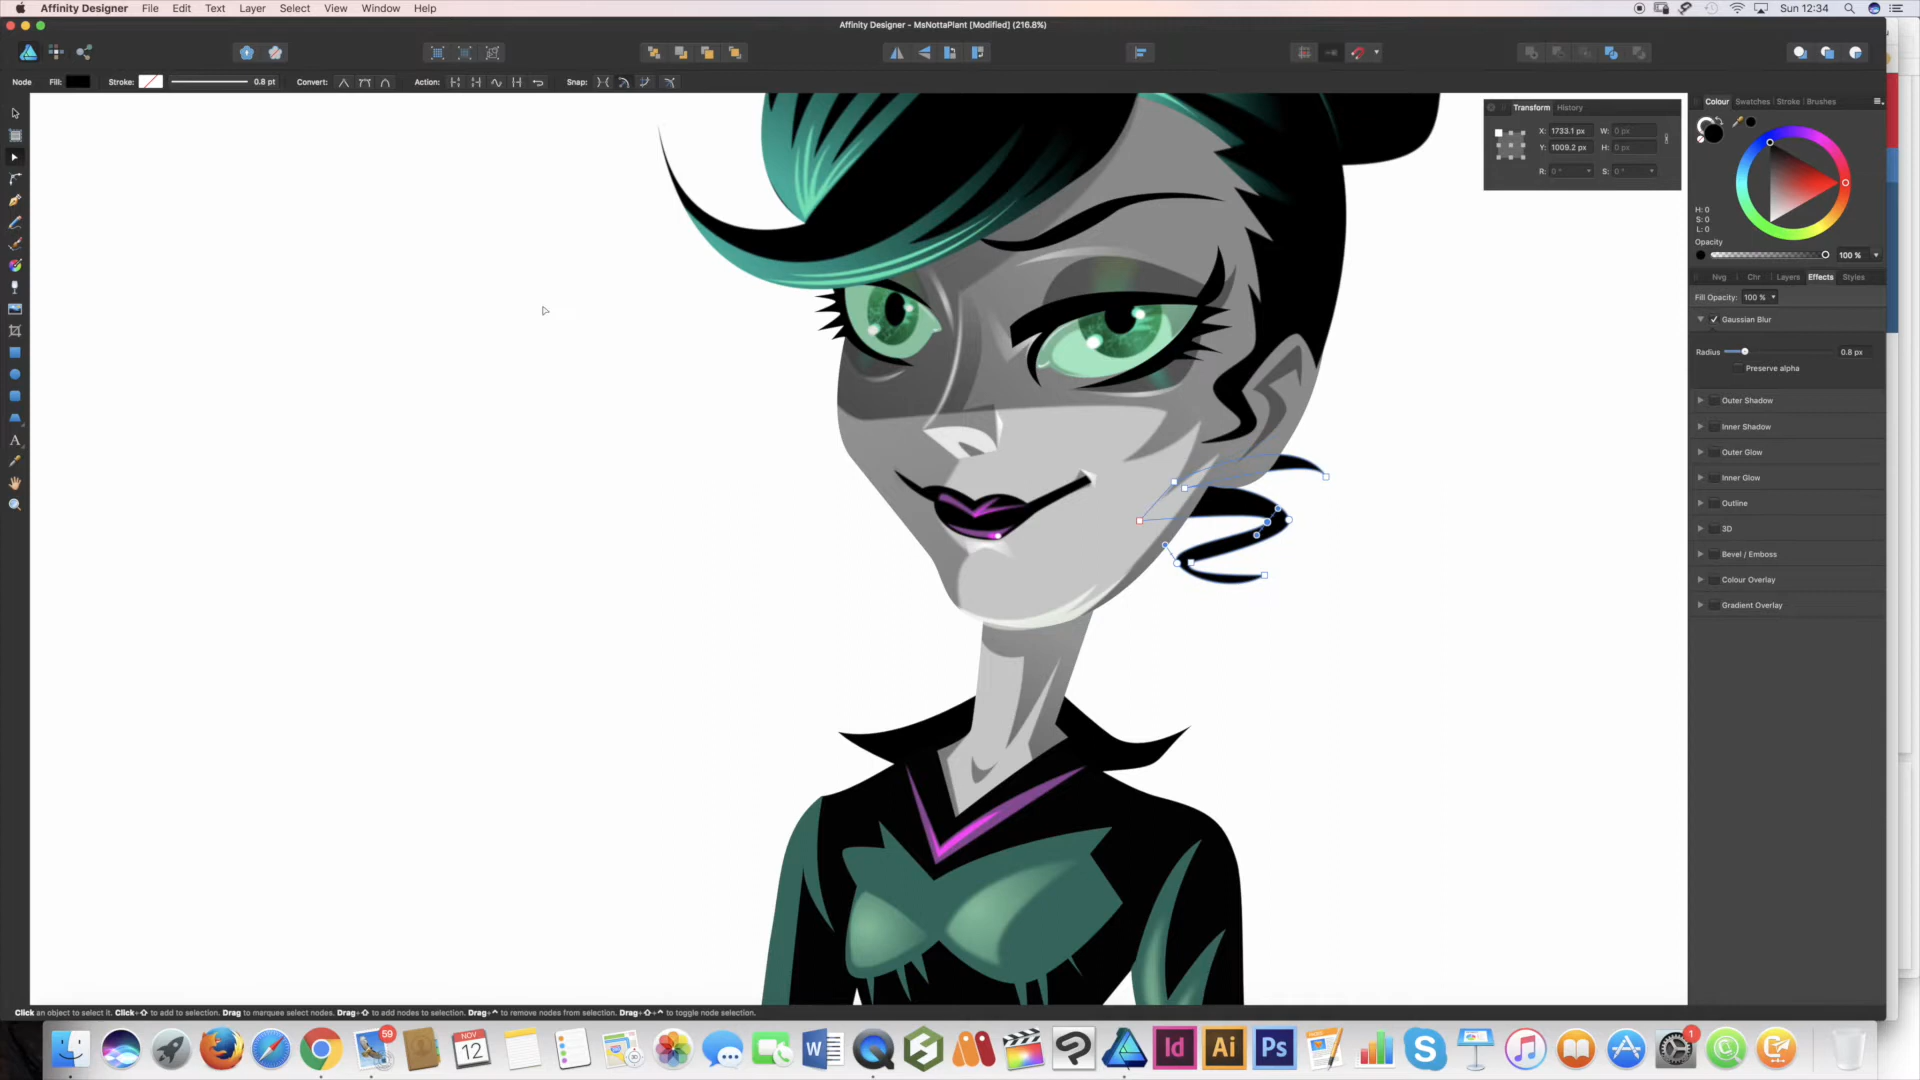 Affinity Designer File Edit Text Layer Select View Window Help Sun 12:34
Affinity Designer - MsNottaPlant [Modified] (216.8%)
Node Fill: Stroke: 0.8 pt Convert: Action: Snap:
Transform History
X: 1733.1 px W: 0 px
Y: 1009.2 px H: 0 px
R: 0 ° S: 0 °
Colour Swatches Stroke Brushes
H: 0
S: 0
L: 0
Opacity
100 %
Nvg Chr Layers Effects Styles
Fill Opacity: 100 %
Gaussian Blur
Radius 0.8 px
Preserve alpha
Outer Shadow
Inner Shadow
Outer Glow
Inner Glow
Outline
3D
Bevel / Emboss
Colour Overlay
Gradient Overlay
A
Click an object to select it. Click+⇧ to add to selection. Drag to marquee select nodes. Drag+⇧ to add nodes to selection. Drag+^ to remove nodes from selection. Drag+⇧+^ to toggle node selection.
59
NOV
12
W
Id
Ai
Ps
S
1